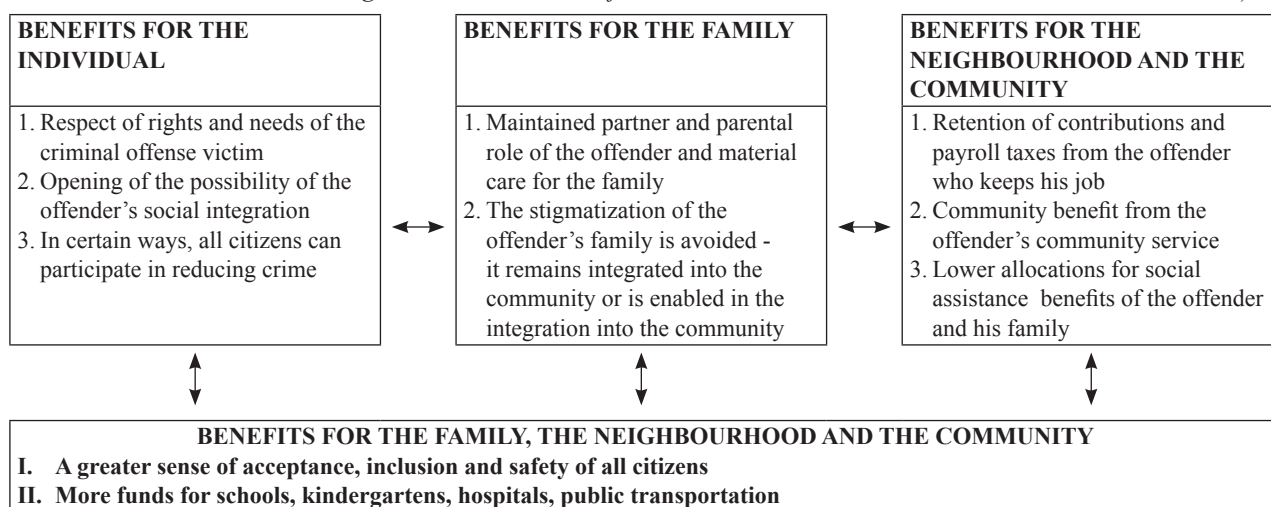 BENEFITS FOR THE
INDIVIDUAL
1. Respect of rights and needs of the
criminal offense victim
2. Opening of the possibility of the
offender's social integration
3. In certain ways, all citizens can
participate in reducing crime
BENEFITS FOR THE FAMILY
1. Maintained partner and parental
role of the offender and material
care for the family
2. The stigmatization of the
offender's family is avoided -
it remains integrated into the
community or is enabled in the
integration into the community
BENEFITS FOR THE
NEIGHBOURHOOD AND THE
COMMUNITY
1. Retention of contributions and
payroll taxes from the offender
who keeps his job
2. Community benefit from the
offender's community service
3. Lower allocations for social
assistance benefits of the offender
and his family
BENEFITS FOR THE FAMILY, THE NEIGHBOURHOOD AND THE COMMUNITY
I. A greater sense of acceptance, inclusion and safety of all citizens
II. More funds for schools, kindergartens, hospitals, public transportation